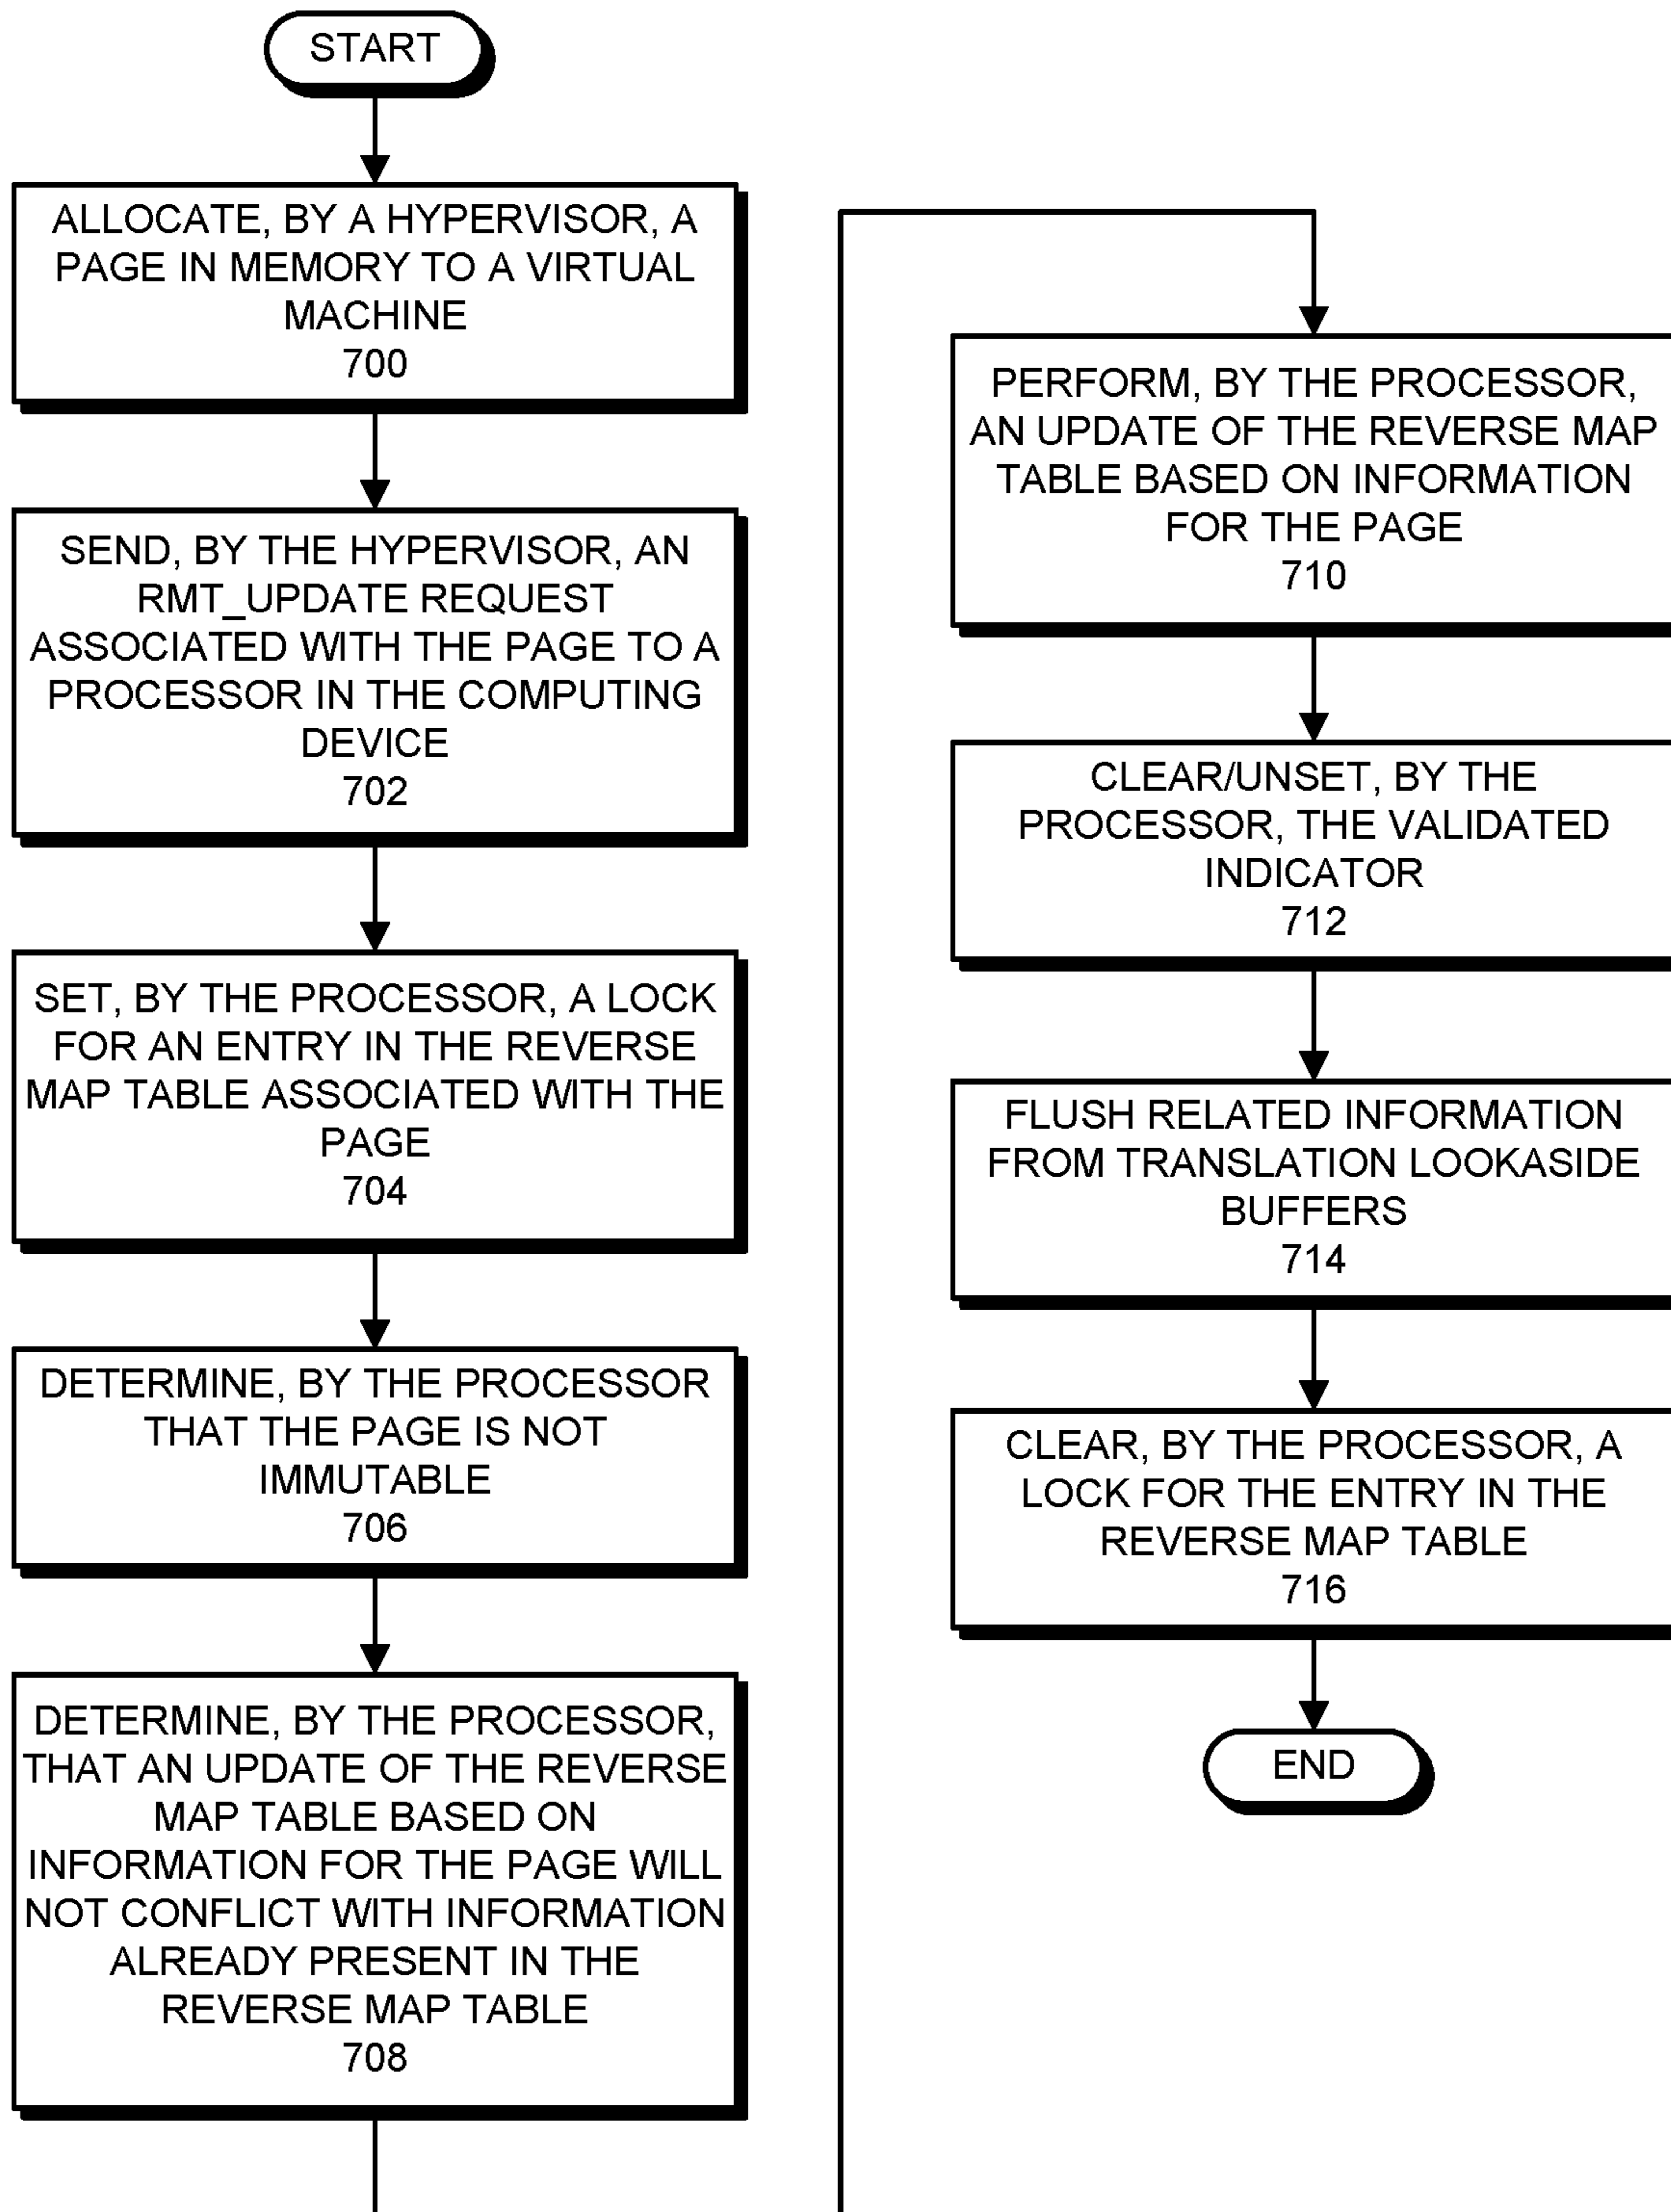 START
ALLOCATE, BY A HYPERVISOR, A
PAGE IN MEMORY TO A VIRTUAL
MACHINE
700
SEND, BY THE HYPERVISOR, AN
RMT_UPDATE REQUEST
ASSOCIATED WITH THE PAGE TO A
PROCESSOR IN THE COMPUTING
DEVICE
702
SET, BY THE PROCESSOR, A LOCK
FOR AN ENTRY IN THE REVERSE
MAP TABLE ASSOCIATED WITH THE
PAGE
704
DETERMINE, BY THE PROCESSOR
THAT THE PAGE IS NOT
IMMUTABLE
706
DETERMINE, BY THE PROCESSOR,
THAT AN UPDATE OF THE REVERSE
MAP TABLE BASED ON
INFORMATION FOR THE PAGE WILL
NOT CONFLICT WITH INFORMATION
ALREADY PRESENT IN THE
REVERSE MAP TABLE
708
PERFORM, BY THE PROCESSOR,
AN UPDATE OF THE REVERSE MAP
TABLE BASED ON INFORMATION
FOR THE PAGE
710
CLEAR/UNSET, BY THE
PROCESSOR, THE VALIDATED
INDICATOR
712
FLUSH RELATED INFORMATION
FROM TRANSLATION LOOKASIDE
BUFFERS
714
CLEAR, BY THE PROCESSOR, A
LOCK FOR THE ENTRY IN THE
REVERSE MAP TABLE
716
END